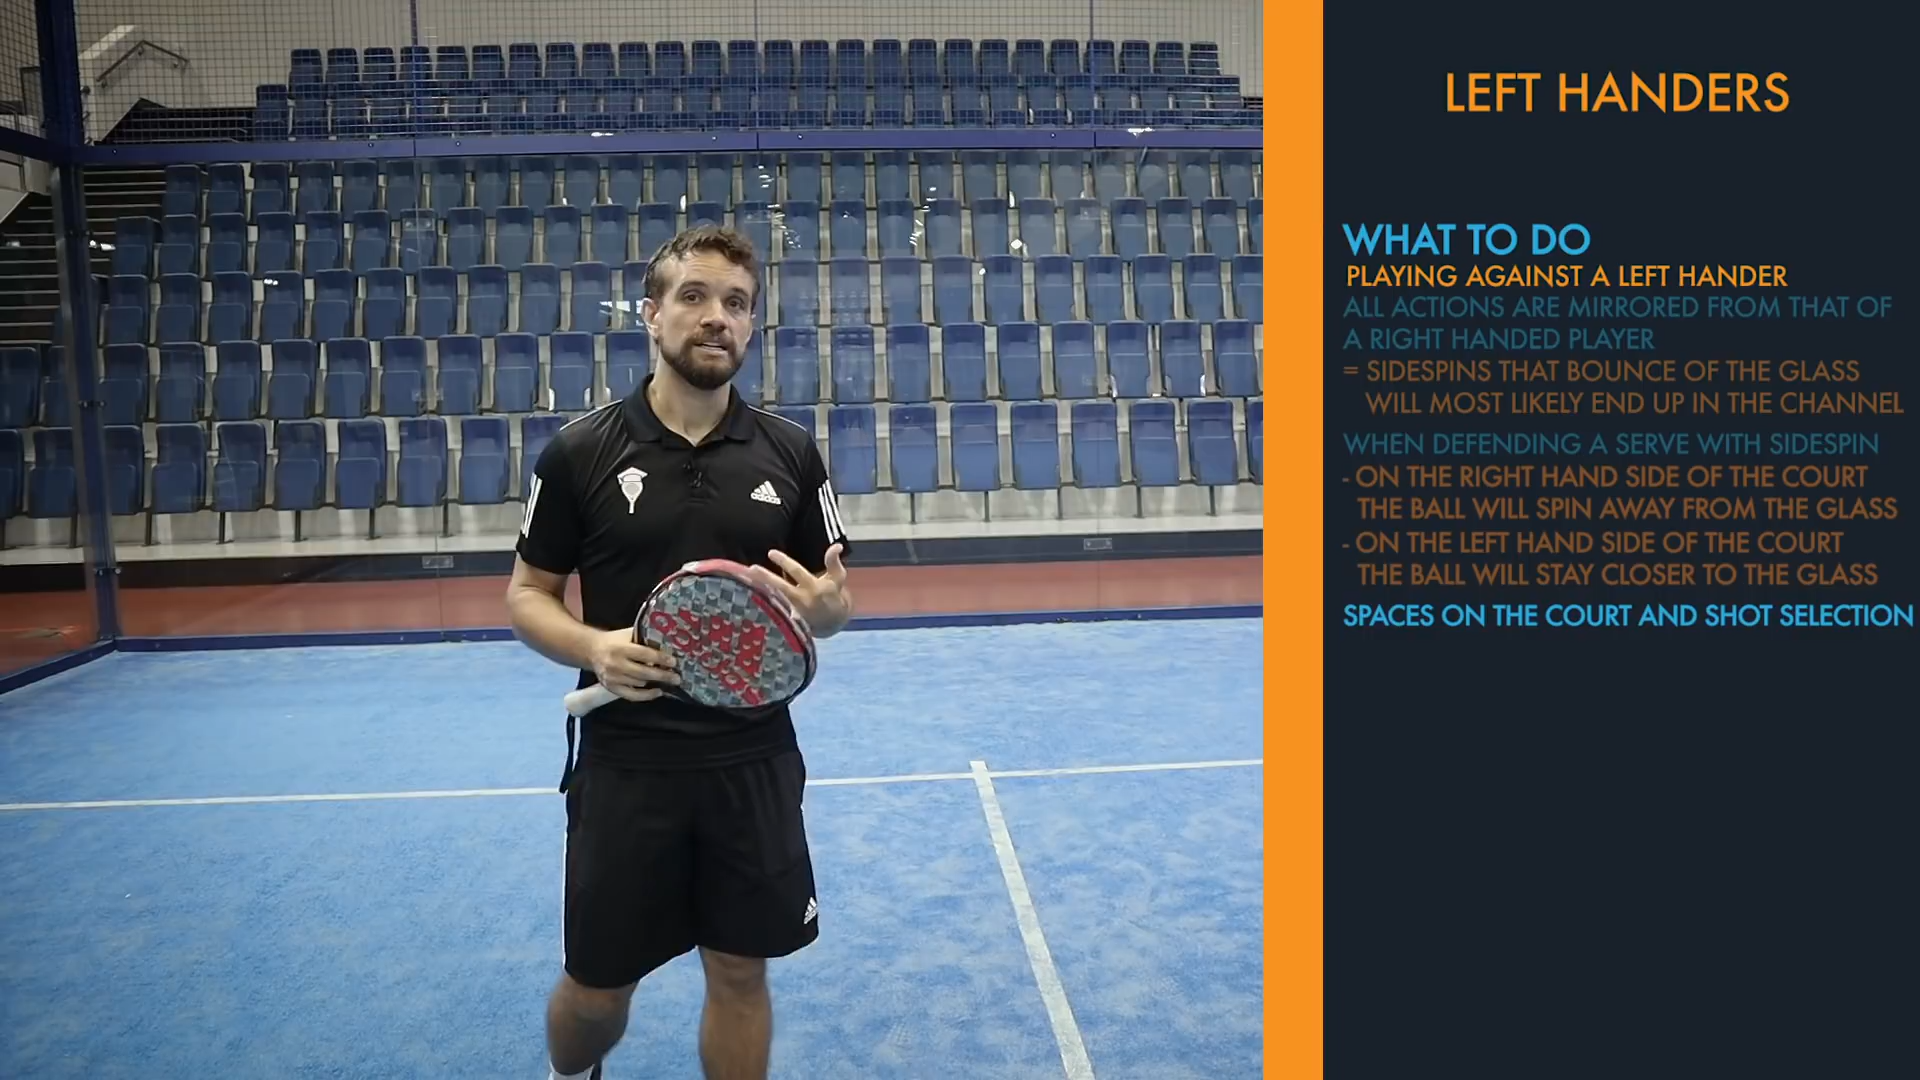 LEFT HANDERS
WHAT TO DO
PLAYING AGAINST A LEFT HANDER
ALL ACTIONS ARE MIRRORED FROM THAT OF
A RIGHT HANDED PLAYER
= SIDESPINS THAT BOUNCE OF THE GLASS
WILL MOST LIKELY END UP IN THE CHANNEL
WHEN DEFENDING A SERVE WITH SIDESPIN
- ON THE RIGHT HAND SIDE OF THE COURT
THE BALL WILL SPIN AWAY FROM THE GLASS
- ON THE LEFT HAND SIDE OF THE COURT
THE BALL WILL STAY CLOSER TO THE GLASS
SPACES ON THE COURT AND SHOT SELECTION
adidas